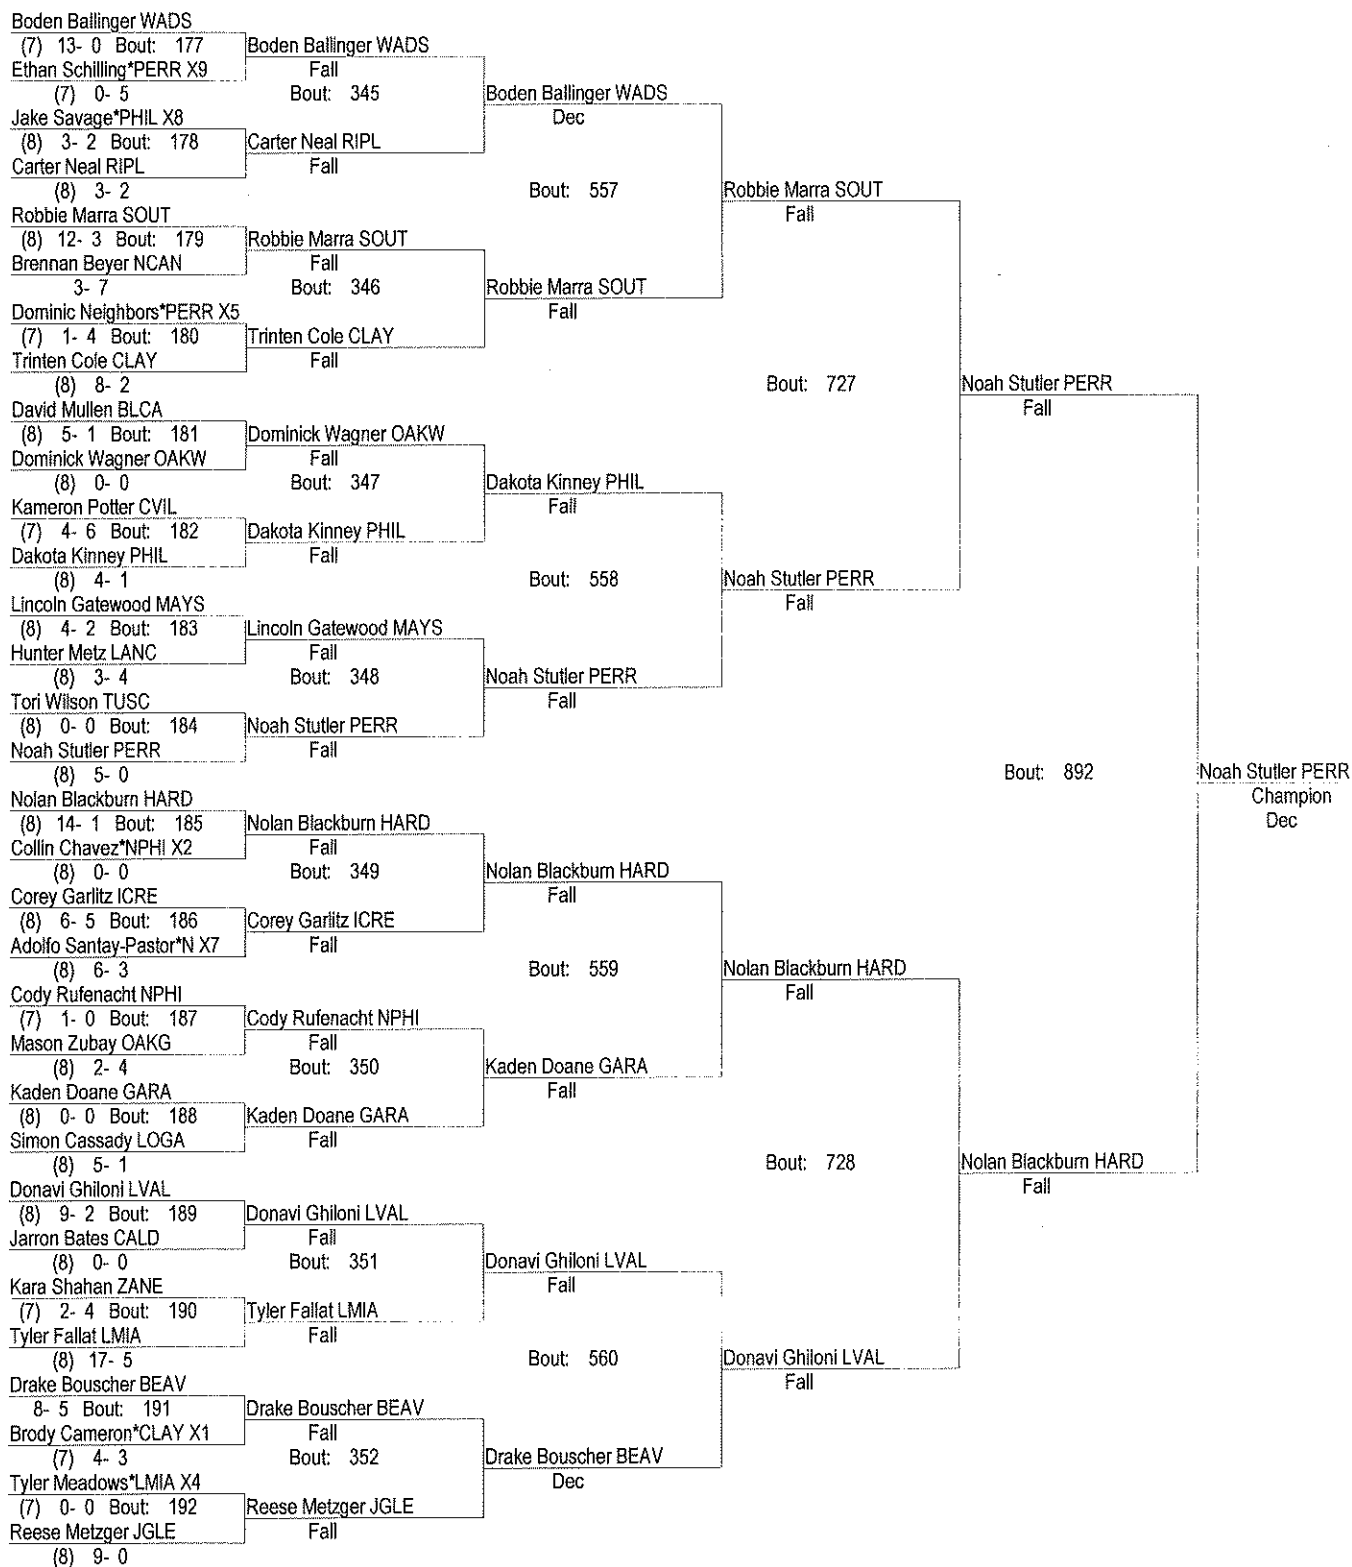 Boden Ballinger WADS
(7) 13- 0 Bout: 177
Ethan Schilling*PERR X9
(7) 0- 5
Jake Savage*PHIL X8
(8) 3- 2 Bout: 178
Carter Neal RIPL
(8) 3- 2
Robbie Marra SOUT
(8) 12- 3 Bout: 179
Brennan Beyer NCAN
3- 7
Dominic Neighbors*PERR X5
(7) 1- 4 Bout: 180
Trinten Cole CLAY
(8) 8- 2
David Mullen BLCA
(8) 5- 1 Bout: 181
Dominick Wagner OAKW
(8) 0- 0
Kameron Potter CVIL
(7) 4- 6 Bout: 182
Dakota Kinney PHIL
(8) 4- 1
Lincoln Gatewood MAYS
(8) 4- 2 Bout: 183
Hunter Metz LANC
(8) 3- 4
Tori Wilson TUSC
(8) 0- 0 Bout: 184
Noah Stutler PERR
(8) 5- 0
Nolan Blackburn HARD
(8) 14- 1 Bout: 185
Collin Chavez*NPHI X2
(8) 0- 0
Corey Garlitz ICRE
(8) 6- 5 Bout: 186
Adolfo Santay-Pastor*N X7
(8) 6- 3
Cody Rufenacht NPHI
(7) 1- 0 Bout: 187
Mason Zubay OAKG
(8) 2- 4
Kaden Doane GARA
(8) 0- 0 Bout: 188
Simon Cassady LOGA
(8) 5- 1
Donavi Ghiloni LVAL
(8) 9- 2 Bout: 189
Jarron Bates CALD
(8) 0- 0
Kara Shahan ZANE
(7) 2- 4 Bout: 190
Tyler Fallat LMIA
(8) 17- 5
Drake Bouscher BEAV
8- 5 Bout: 191
Brody Cameron*CLAY X1
(7) 4- 3
Tyler Meadows*LMIA X4
(7) 0- 0 Bout: 192
Reese Metzger JGLE
(8) 9- 0
Boden Ballinger WADS
Fall
Bout: 345
Carter Neal RIPL
Fall
Robbie Marra SOUT
Fall
Bout: 346
Trinten Cole CLAY
Fall
Dominick Wagner OAKW
Fall
Bout: 347
Dakota Kinney PHIL
Fall
Lincoln Gatewood MAYS
Fall
Bout: 348
Noah Stutler PERR
Fall
Nolan Blackburn HARD
Fall
Bout: 349
Corey Garlitz ICRE
Fall
Cody Rufenacht NPHI
Fall
Bout: 350
Kaden Doane GARA
Fall
Donavi Ghiloni LVAL
Fall
Bout: 351
Tyler Fallat LMIA
Fall
Drake Bouscher BEAV
Fall
Bout: 352
Reese Metzger JGLE
Fall
Boden Ballinger WADS
Dec
Bout: 557
Robbie Marra SOUT
Fall
Dakota Kinney PHIL
Fall
Bout: 558
Noah Stutler PERR
Fall
Nolan Blackburn HARD
Fall
Bout: 559
Kaden Doane GARA
Fall
Donavi Ghiloni LVAL
Fall
Bout: 560
Drake Bouscher BEAV
Dec
Robbie Marra SOUT
Fall
Bout: 727
Noah Stutler PERR
Fall
Nolan Blackburn HARD
Fall
Bout: 728
Donavi Ghiloni LVAL
Fall
Noah Stutler PERR
Fall
Bout: 892
Nolan Blackburn HARD
Fall
Noah Stutler PERR
Champion
Dec